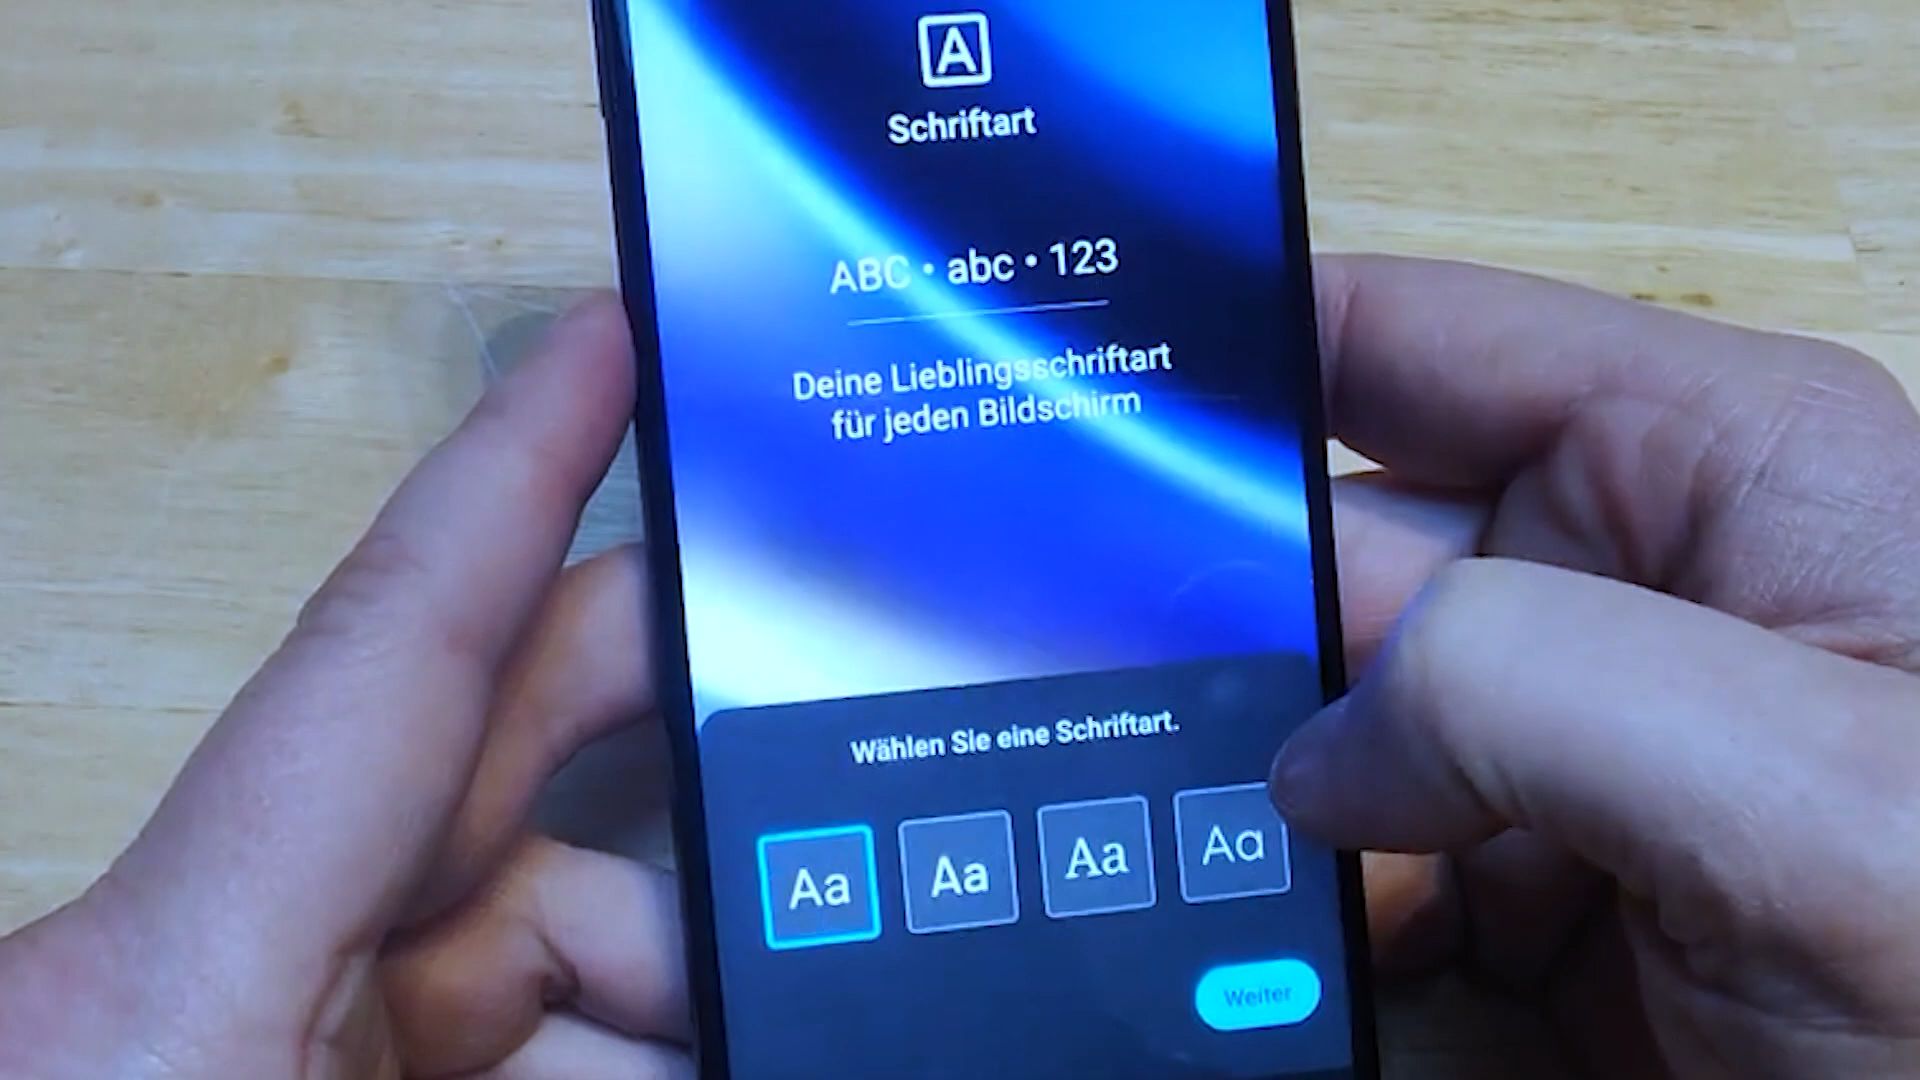 A
Schriftart
ABC • abc • 123
Deine Lieblingsschriftart
für jeden Bildschirm
Wählen Sie eine Schriftart.
Aa Aa Aa Aa
Weiter